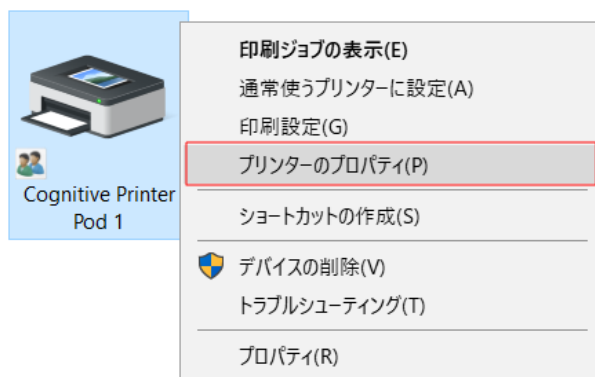 印刷ジョブの表示(E)
通常使うプリンターに設定(A)
印刷設定(G)
プリンターのプロパティ(P)
Cognitive Printer
Pod 1
ショートカットの作成(S)
デバイスの削除(V)
トラブルシューティング(T)
プロパティ(R)